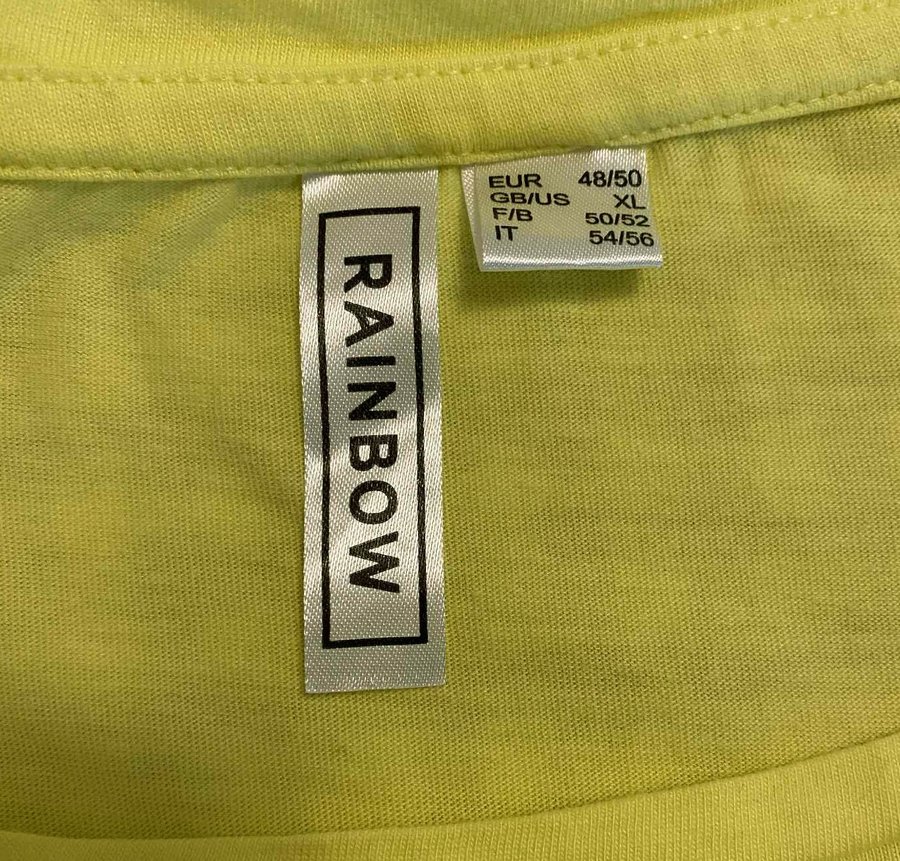 RAINBOW
EUR 48/50
GB/US XL
F/B 50/52
IT 54/56